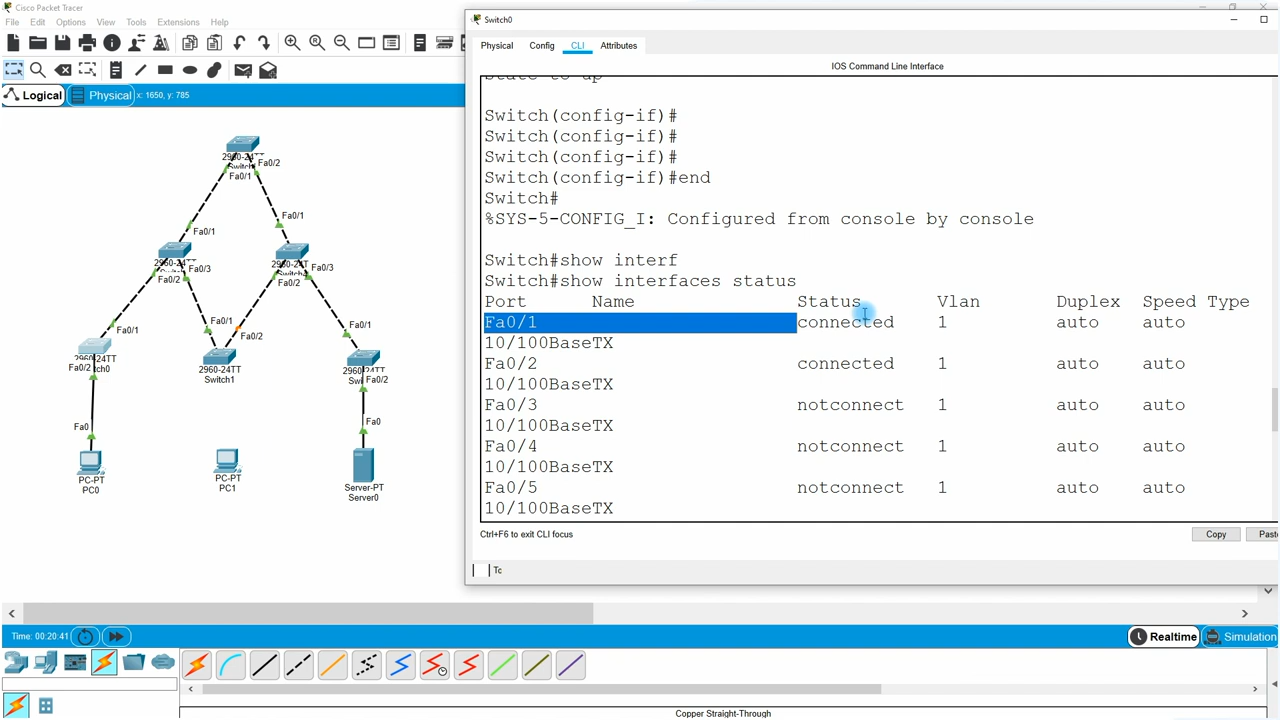 Cisco Packet Tracer
File Edit Options View Tools Extensions Help
Logical Physical x: 1650, y: 785
2960-24TT
Fa0/2
Fa0/1
Fa0/1
Fa0/1
Fa0/3
Fa0/2
Fa0/3
Fa0/2
Fa0/1
Fa0/1
Fa0/1
Fa0/2
2960-24TT
Switch1
Fa0/2
Fa0/2
Fa0
Fa0
PC-PT
PC0
PC-PT
PC1
Server-PT
Server0
Switch0
Physical Config CLI Attributes
IOS Command Line Interface
Switch(config-if)#
Switch(config-if)#
Switch(config-if)#
Switch(config-if)#end
Switch#
%SYS-5-CONFIG_I: Configured from console by console
Switch#show interf
Switch#show interfaces status
Port Name Status Vlan Duplex Speed Type
Fa0/1 connected 1 auto auto
10/100BaseTX
Fa0/2 connected 1 auto auto
10/100BaseTX
Fa0/3 notconnect 1 auto auto
10/100BaseTX
Fa0/4 notconnect 1 auto auto
10/100BaseTX
Fa0/5 notconnect 1 auto auto
10/100BaseTX
Ctrl+F6 to exit CLI focus
Copy Paste
Time: 00:20:41
Realtime Simulation
Copper Straight-Through